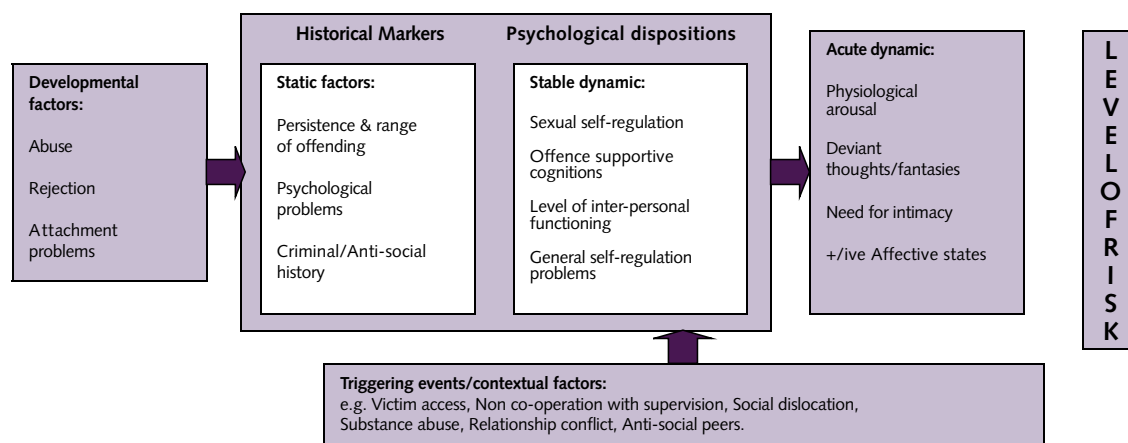 Historical Markers
Psychological dispositions
Developmental
factors:
Abuse
Rejection
Attachment
problems
Static factors:
Persistence & range
of offending
Psychological
problems
Criminal/Anti-social
history
Stable dynamic:
Sexual self-regulation
Offence supportive
cognitions
Level of inter-personal
functioning
General self-regulation
problems
Acute dynamic:
Physiological
arousal
Deviant
thoughts/fantasies
Need for intimacy
+/ive Affective states
L
E
V
E
L
O
F
R
I
S
K
Triggering events/contextual factors:
e.g. Victim access, Non co-operation with supervision, Social dislocation,
Substance abuse, Relationship conflict, Anti-social peers.